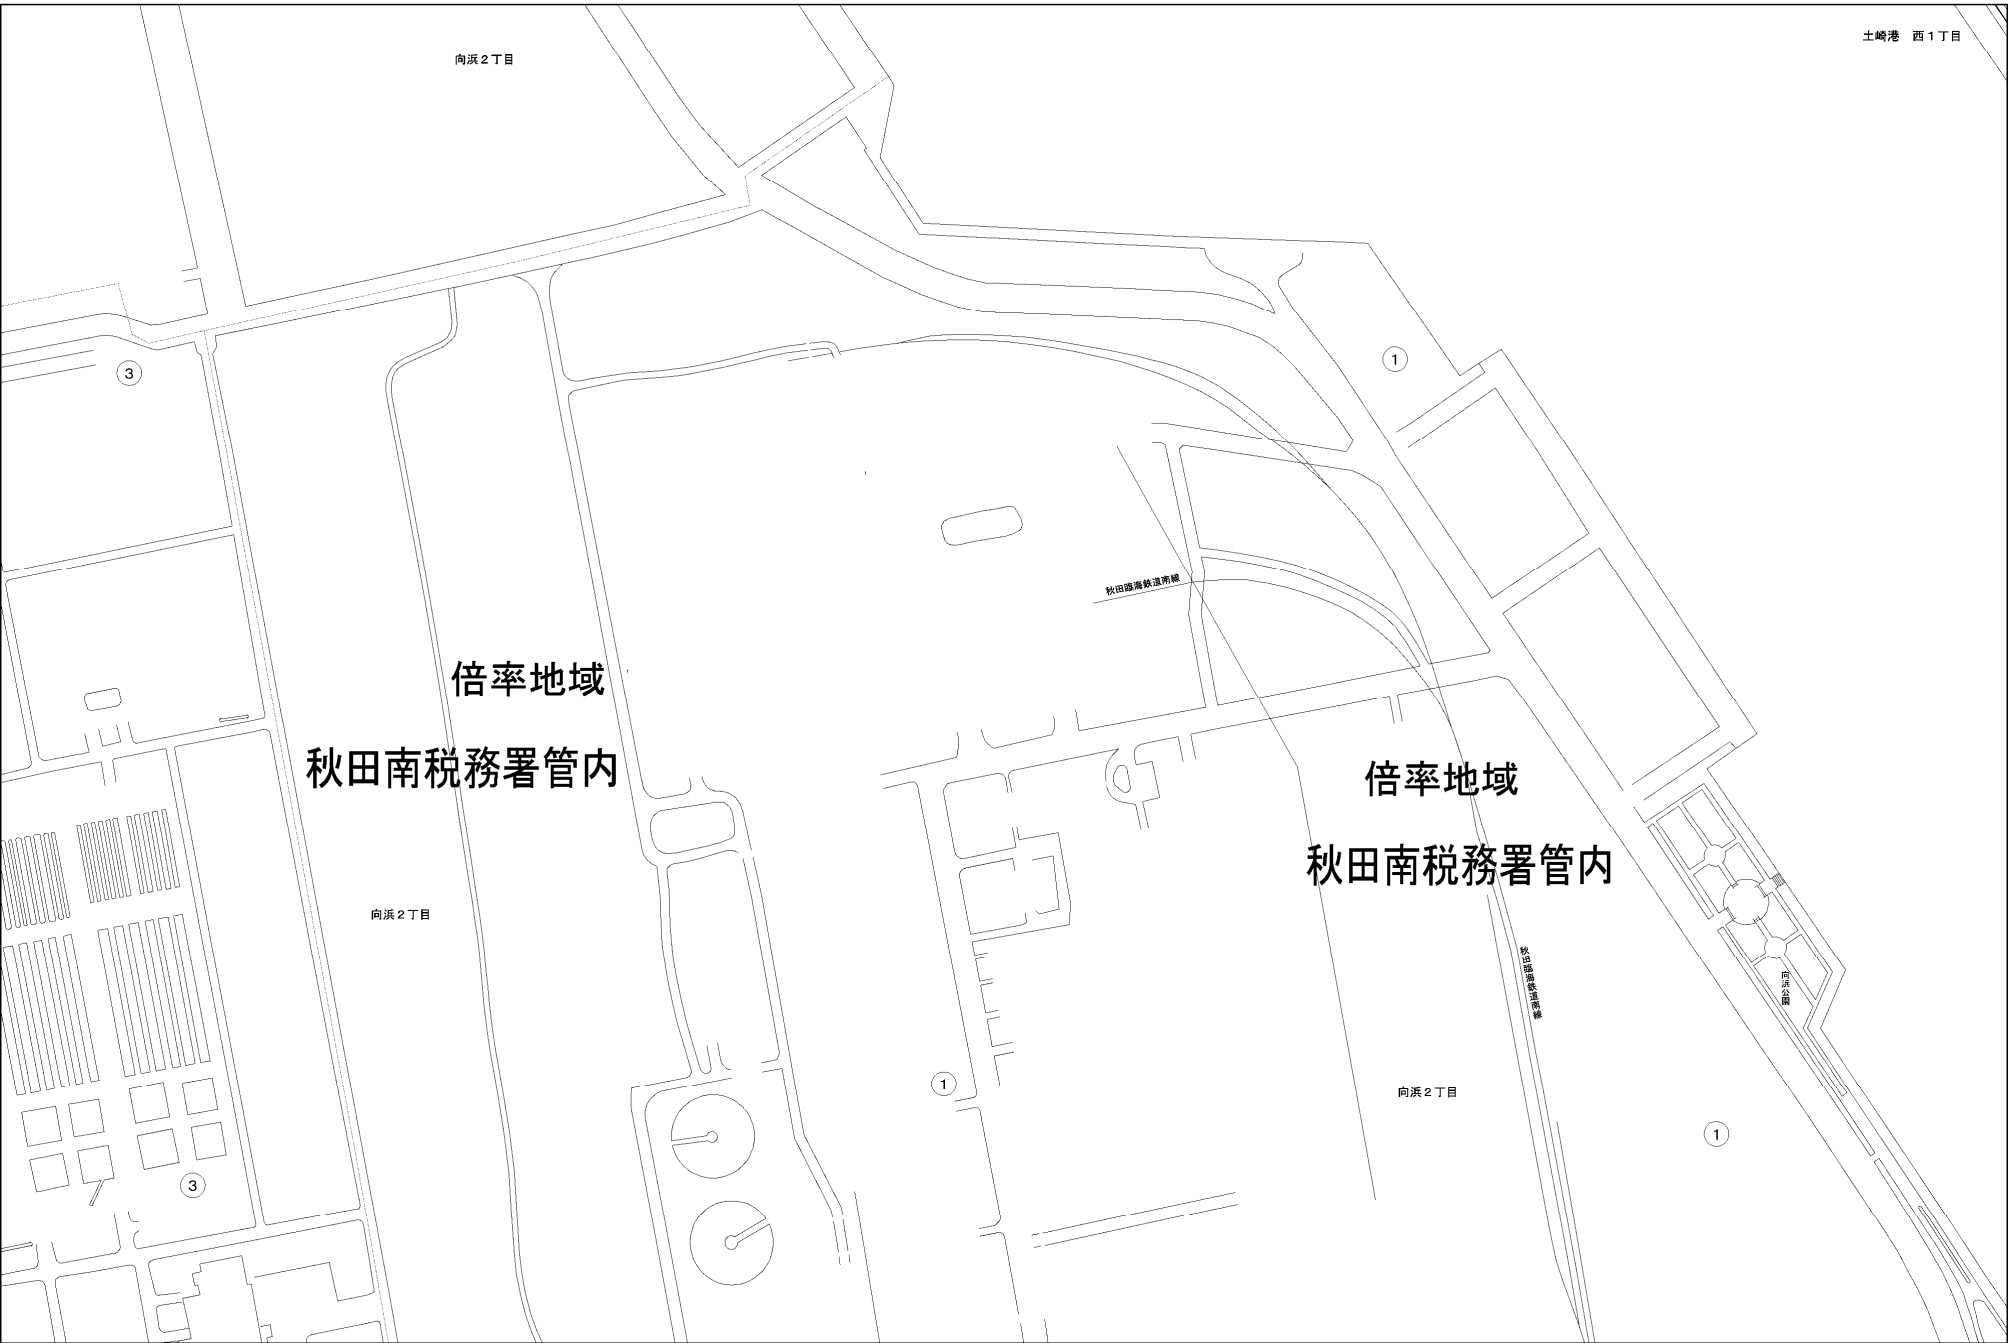 土崎港　西１丁目
向浜２丁目
①
③
秋田臨海鉄道南線
倍率地域
秋田南税務署管内
倍率地域
秋田南税務署管内
向浜２丁目
秋田臨海鉄道南線
向浜公園
①
向浜２丁目
①
③